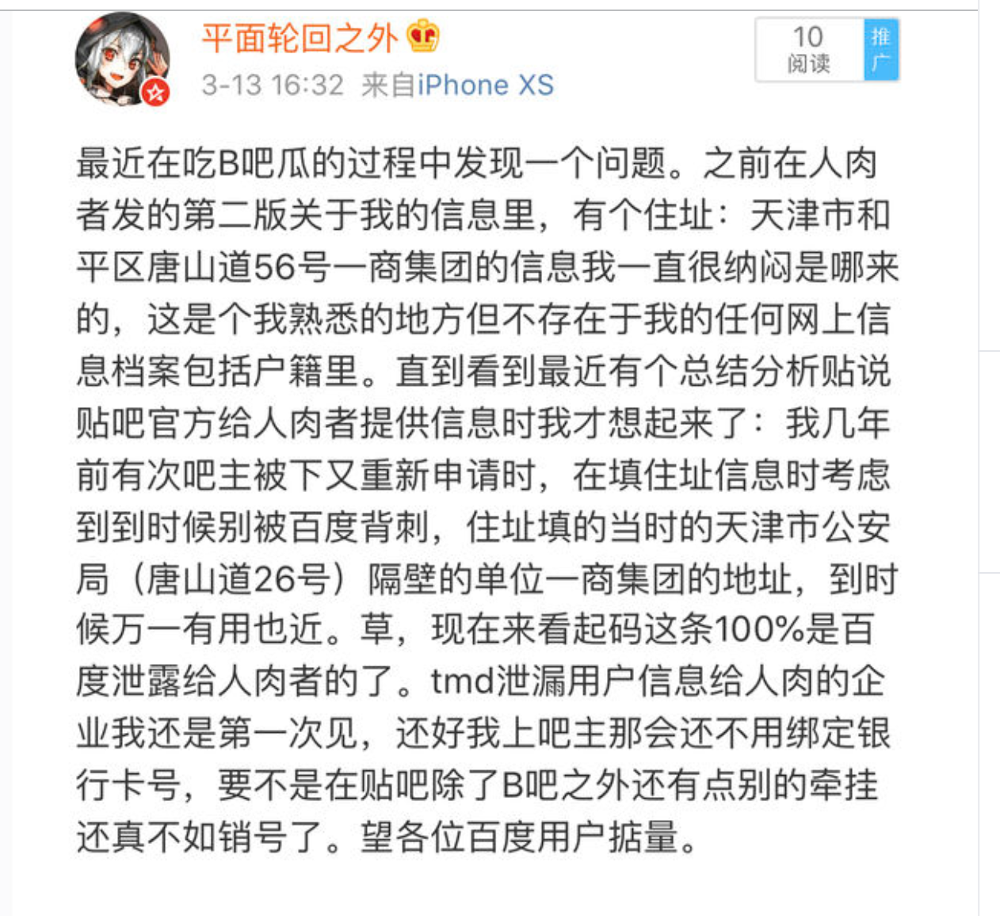 平面轮回之外
10
阅读
推
广
3-13 16:32 来自iPhone XS
最近在吃B吧瓜的过程中发现一个问题。之前在人肉
者发的第二版关于我的信息里，有个住址：天津市和
平区唐山道56号一商集团的信息我一直很纳闷是哪来
的，这是个我熟悉的地方但不存在于我的任何网上信
息档案包括户籍里。直到看到最近有个总结分析贴说
贴吧官方给人肉者提供信息时我才想起来了：我几年
前有次吧主被下又重新申请时，在填住址信息时考虑
到到时候别被百度背刺，住址填的当时的天津市公安
局（唐山道26号）隔壁的单位一商集团的地址，到时
候万一有用也近。草，现在来看起码这条100%是百
度泄露给人肉者的了。tmd泄漏用户信息给人肉的企
业我还是第一次见，还好我上吧主那会还不用绑定银
行卡号，要不是在贴吧除了B吧之外还有点别的牵挂
还真不如销号了。望各位百度用户掂量。